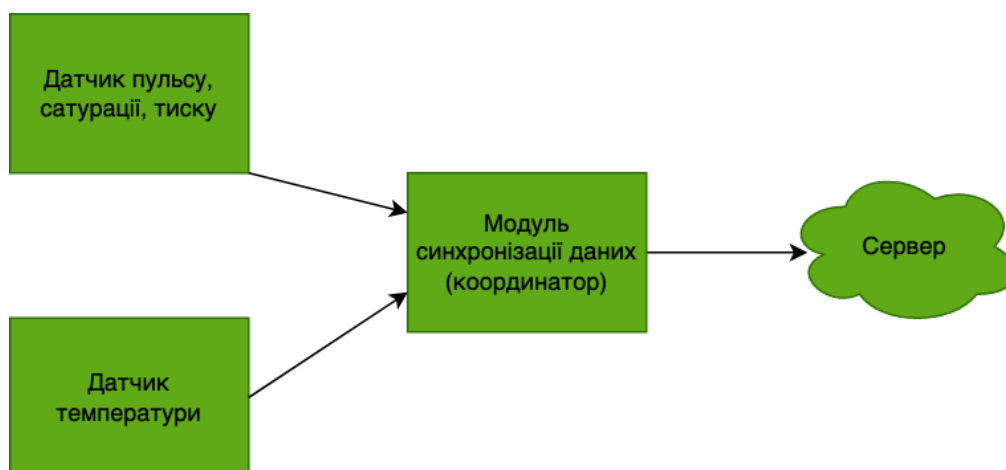 Датчик пульсу,
сатурації, тиску
Модуль
синхронізації даних
(координатор)
Сервер
Датчик
температури